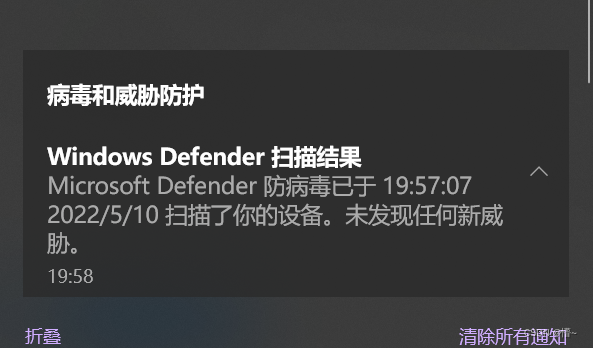 病毒和威胁防护
Windows Defender 扫描结果
Microsoft Defender 防病毒已于 19:57:07
2022/5/10 扫描了你的设备。未发现任何新威
胁。
19:58
折叠
清除所有通知